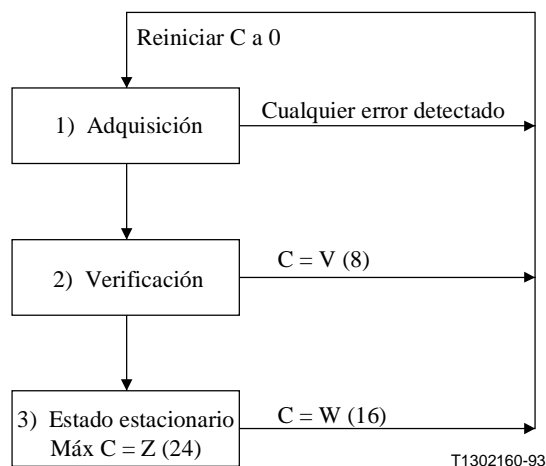 Reiniciar C a 0
1) Adquisición
Cualquier error detectado
2) Verificación
C = V (8)
3) Estado estacionario
Máx C = Z (24)
C = W (16)
T1302160-93